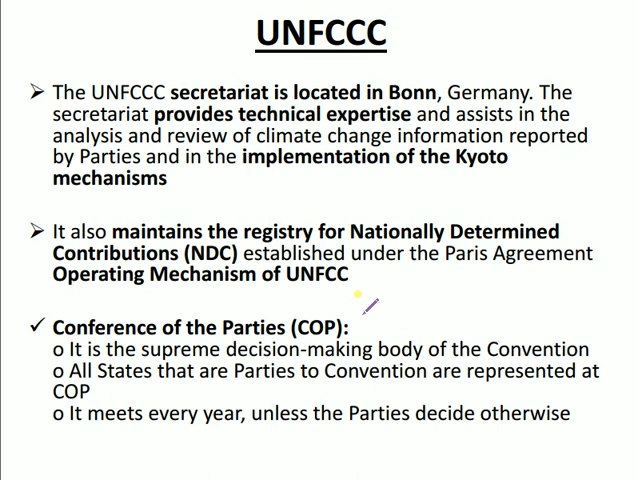 UNFCCC
➢ The UNFCCC secretariat is located in Bonn, Germany. The
secretariat provides technical expertise and assists in the
analysis and review of climate change information reported
by Parties and in the implementation of the Kyoto
mechanisms
➢ It also maintains the registry for Nationally Determined
Contributions (NDC) established under the Paris Agreement
Operating Mechanism of UNFCC
✓ Conference of the Parties (COP):
o It is the supreme decision-making body of the Convention
o All States that are Parties to Convention are represented at
COP
o It meets every year, unless the Parties decide otherwise